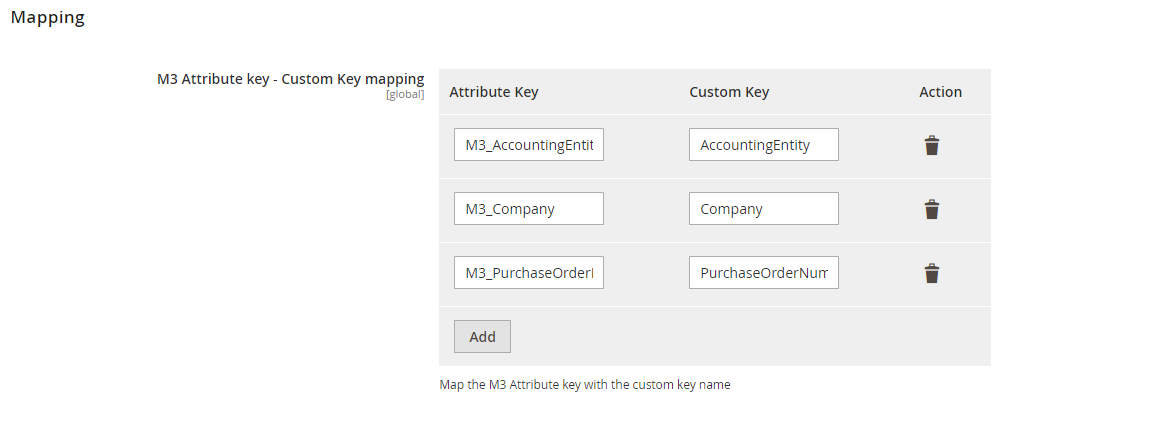 Mapping
M3 Attribute key - Custom Key mapping
[global]
Attribute Key Custom Key Action
M3_AccountingEntit AccountingEntity
M3_Company Company
M3_PurchaseOrder PurchaseOrderNum
Add
Map the M3 Attribute key with the custom key name